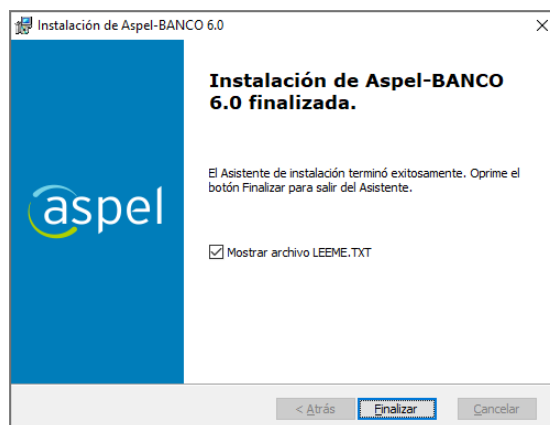 Instalación de Aspel-BANCO 6.0
Instalación de Aspel-BANCO
6.0 finalizada.
El Asistente de instalación terminó exitosamente. Oprime el
botón Finalizar para salir del Asistente.
aspel
Mostrar archivo LEEME.TXT
< Atrás
Finalizar
Cancelar